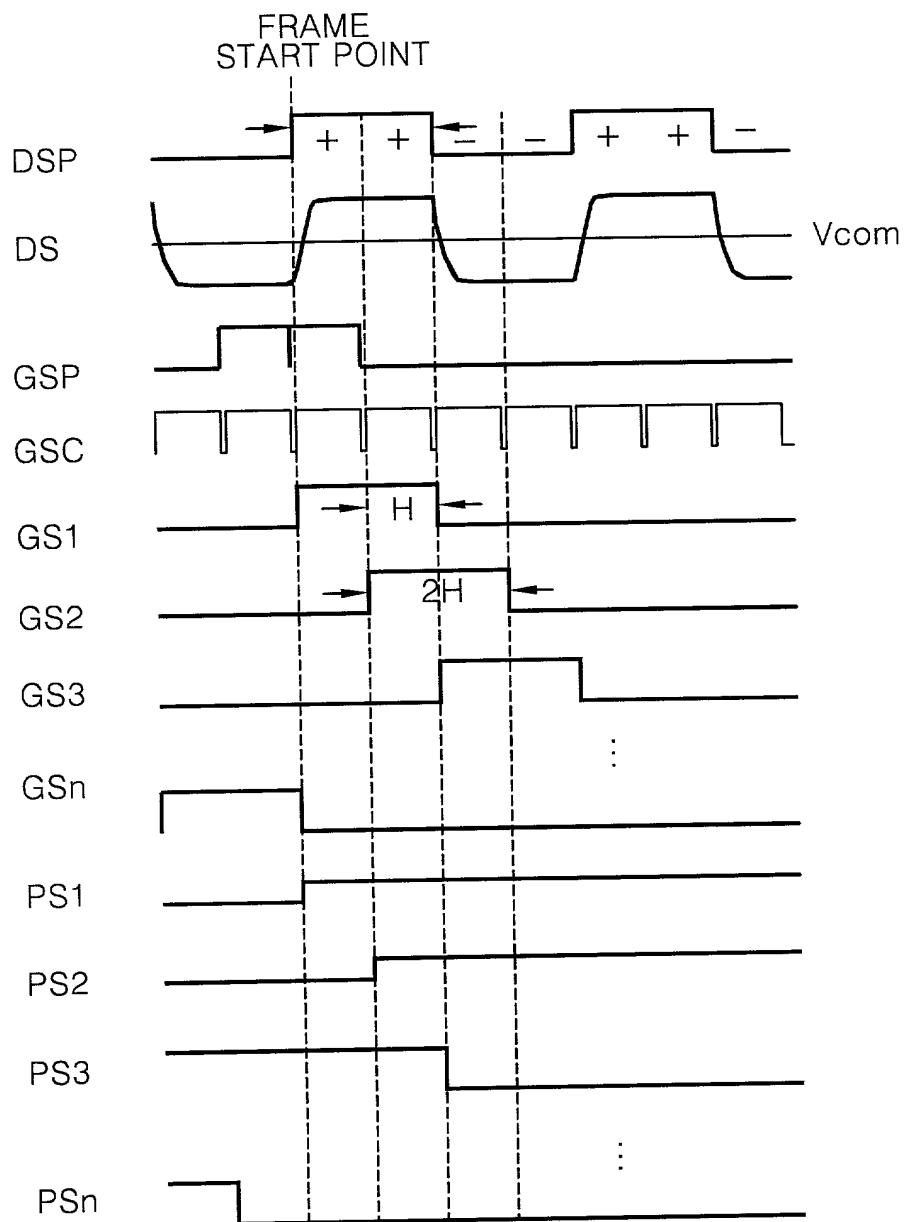 FRAME
START POINT
DSP + + - - + + -
DS Vcom
GSP
GSC
GS1 H
GS2 2H
GS3
⋮
GSn
PS1
PS2
PS3
⋮
PSn